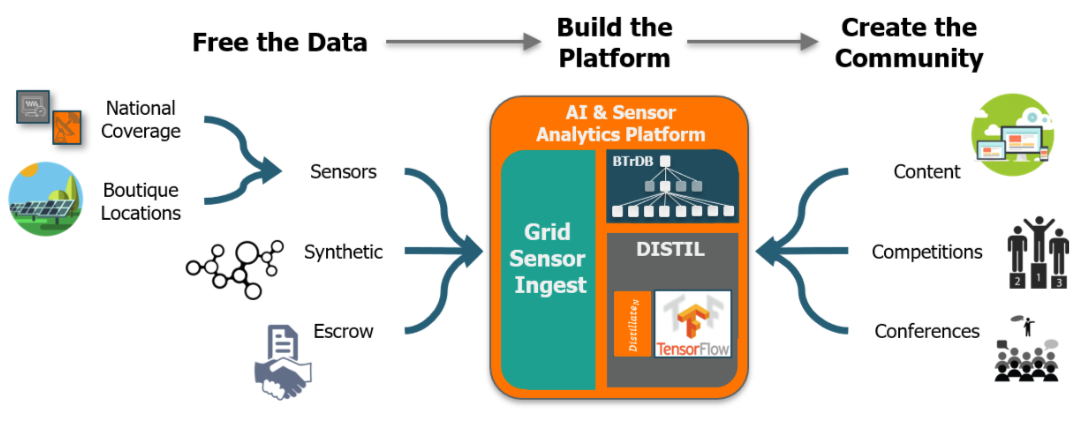 Free the Data
Build the
Platform
Create the
Community
National
Coverage
Boutique
Locations
Sensors
Synthetic
Escrow
AI & Sensor
Analytics Platform
Grid
Sensor
Ingest
BTrDB
DISTIL
Distillate N
TensorFlow
Content
Competitions
2 1 3
Conferences